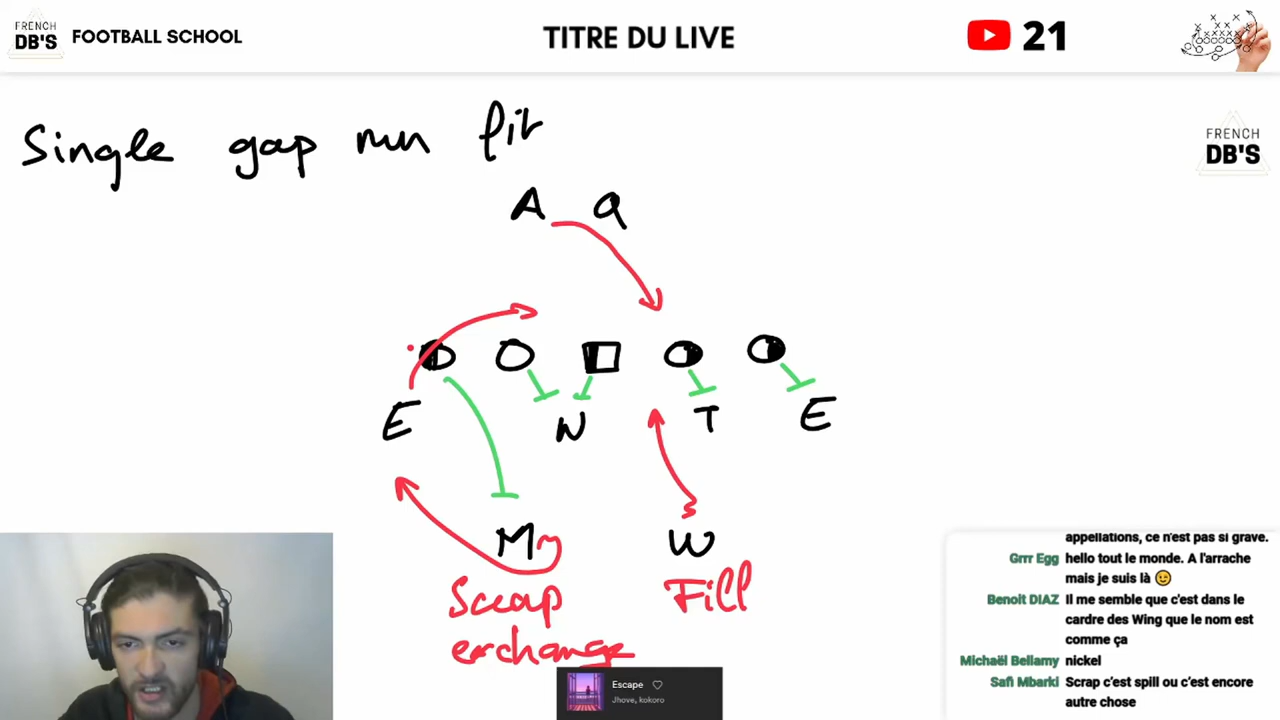 FRENCH
DB'S
FOOTBALL SCHOOL
TITRE DU LIVE
21
Single gap run fit
FRENCH
DB'S
A Q
E N T E
M W
Scrap Fill
exchange
appellations, ce n'est pas si grave.
Grrr Egg hello tout le monde. A l'arrache
mais je suis là 😉
Benoit DIAZ Il me semble que c'est dans le
cardre des Wing que le nom est
comme ça
Michaël Bellamy nickel
Safi Mbarki Scrap c'est spill ou c'est encore
autre chose
Escape
Jhove, kokoro